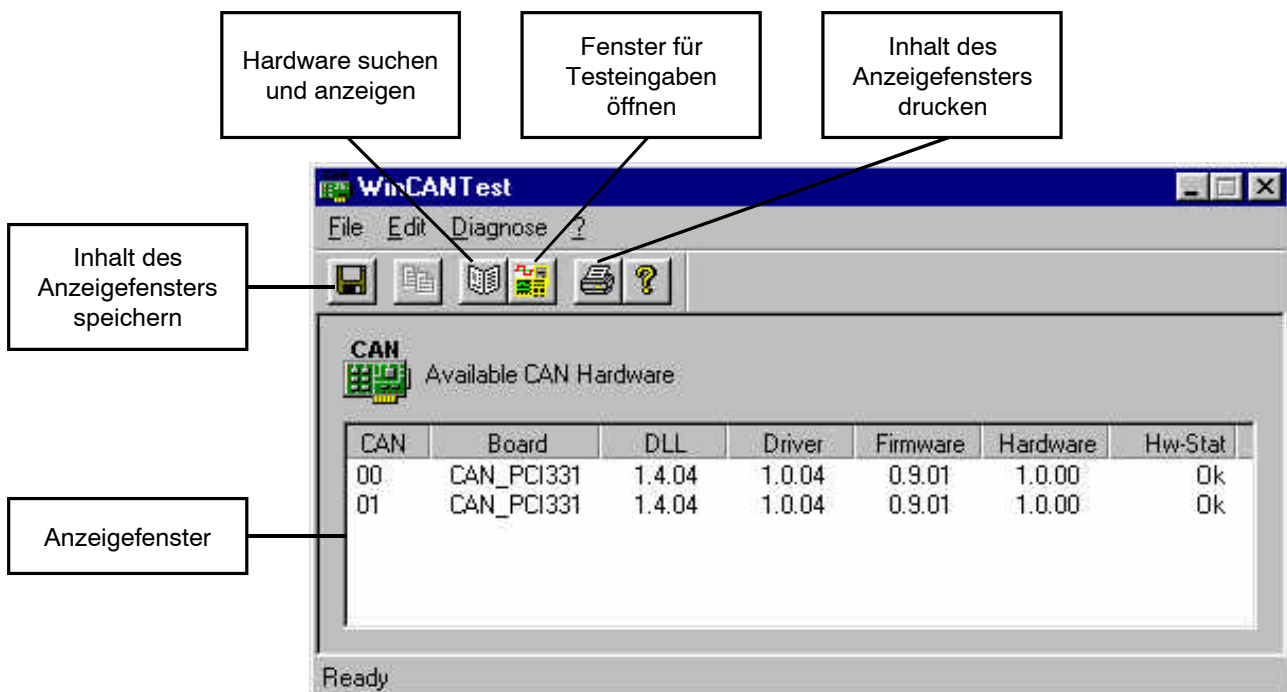 Hardware suchen
und anzeigen
Fenster für
Testeingaben
öffnen
Inhalt des
Anzeigefensters
drucken
Inhalt des
Anzeigefensters
speichern
Anzeigefenster
CAN WinCANTest
File Edit Diagnose ?
CAN
Available CAN Hardware
CAN Board DLL Driver Firmware Hardware Hw-Stat
00 CAN_PCI331 1.4.04 1.0.04 0.9.01 1.0.00 Ok
01 CAN_PCI331 1.4.04 1.0.04 0.9.01 1.0.00 Ok
Ready